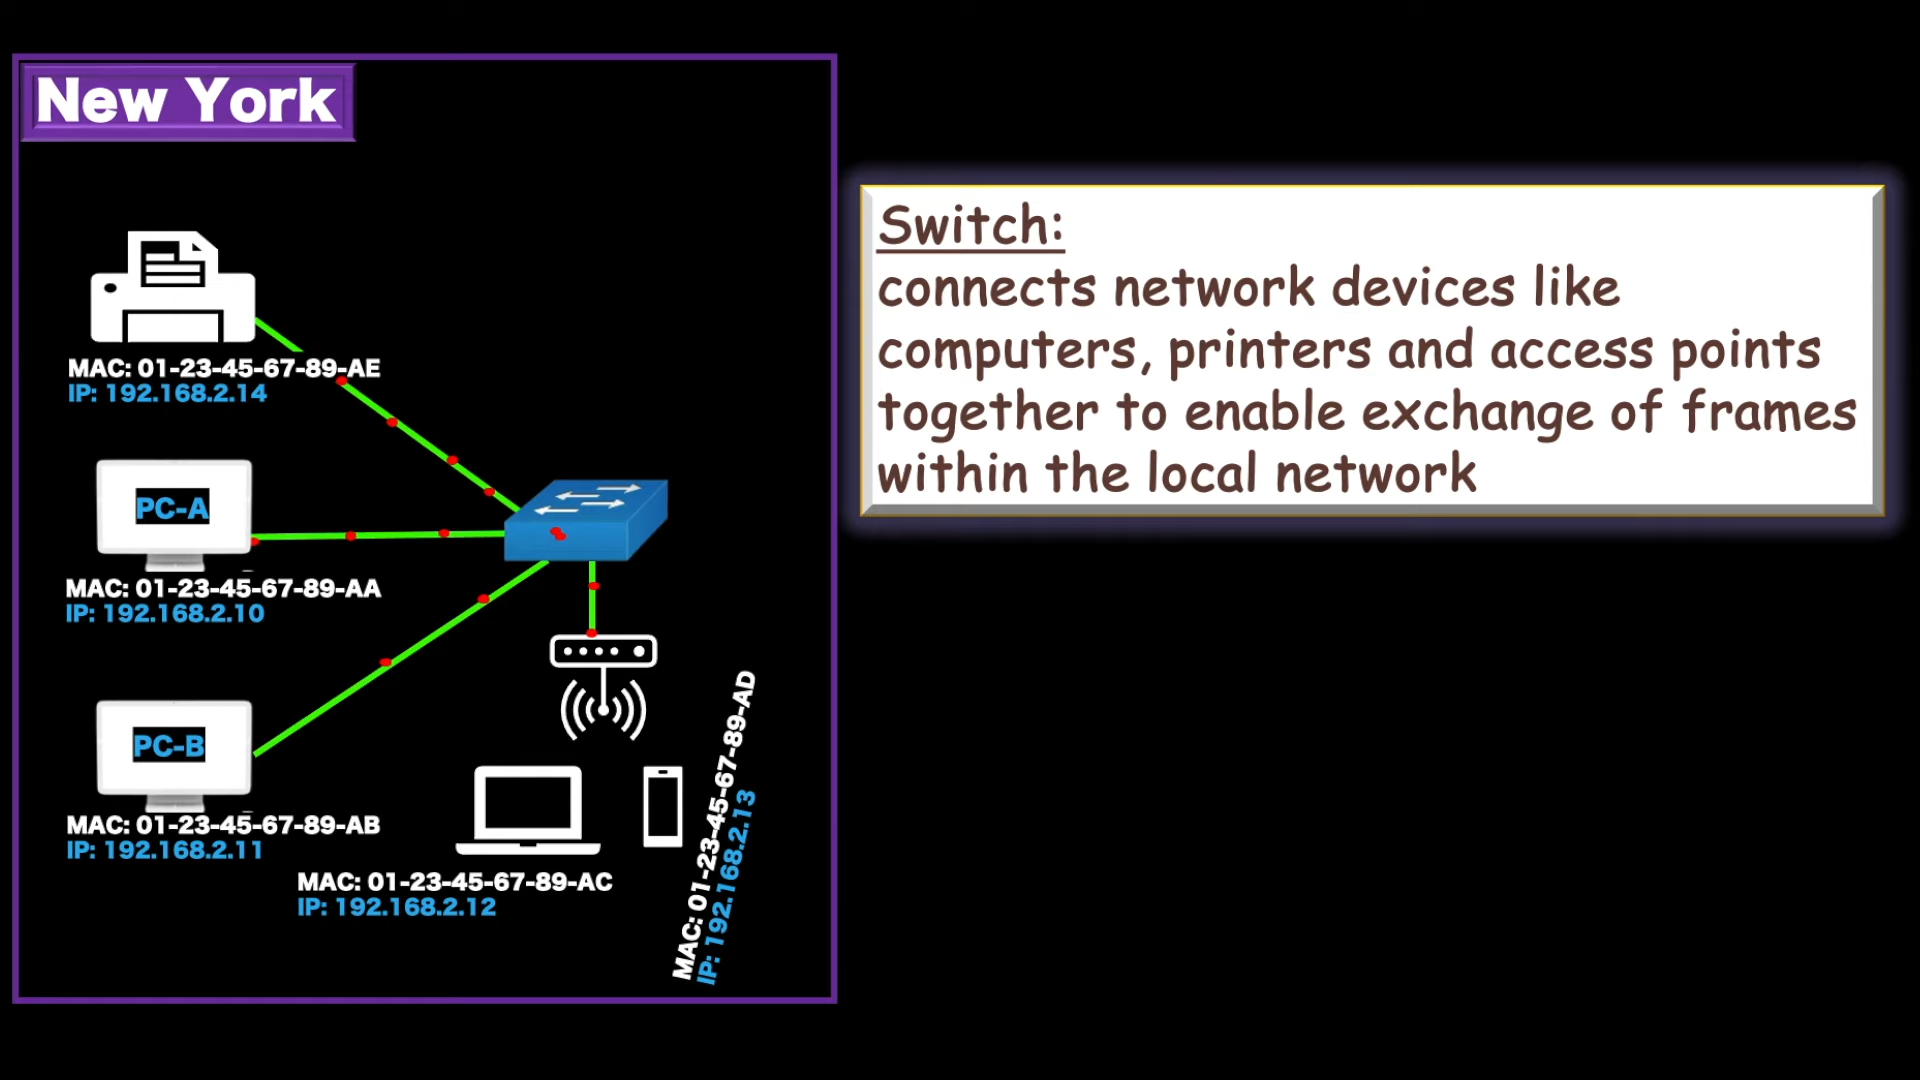 New York
MAC: 01-23-45-67-89-AE
IP: 192.168.2.14
PC-A
MAC: 01-23-45-67-89-AA
IP: 192.168.2.10
PC-B
MAC: 01-23-45-67-89-AB
IP: 192.168.2.11
MAC: 01-23-45-67-89-AC
IP: 192.168.2.12
MAC: 01-23-45-67-89-AD
IP: 192.168.2.13
Switch:
connects network devices like
computers, printers and access points
together to enable exchange of frames
within the local network